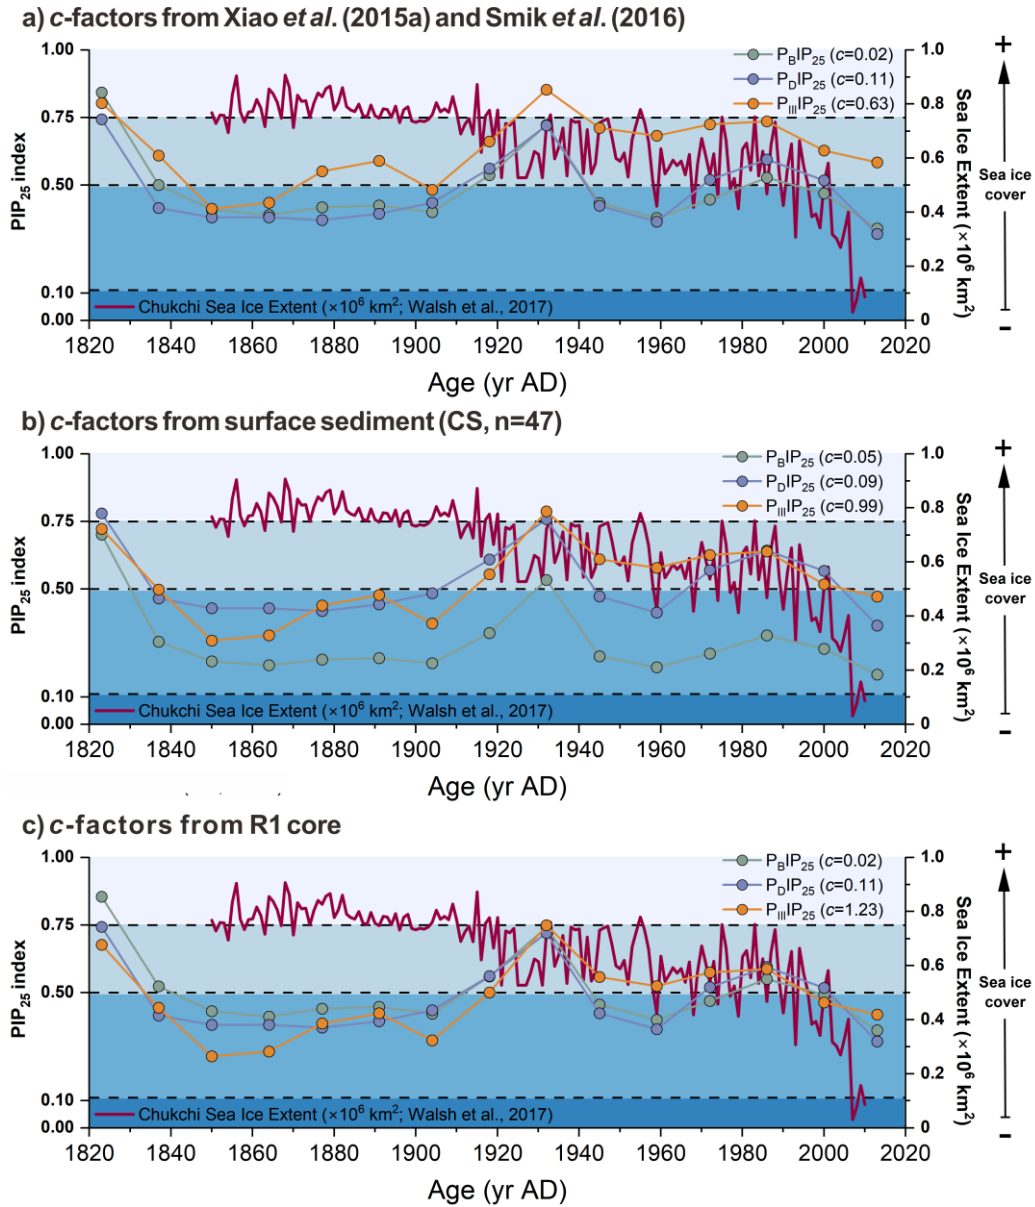 a) c-factors from Xiao et al. (2015a) and Smik et al. (2016)
PIP25 index
1.00
0.75
0.50
0.10
0.00
PBIP25 (c=0.02)
PDIP25 (c=0.11)
PIIIIP25 (c=0.63)
Chukchi Sea Ice Extent (×10⁶ km²; Walsh et al., 2017)
1.0
0.8
0.6
0.4
0.2
0
Sea Ice Extent (×10⁶ km²)
+
Sea ice
cover
-
1820 1840 1860 1880 1900 1920 1940 1960 1980 2000 2020
Age (yr AD)
b) c-factors from surface sediment (CS, n=47)
PIP25 index
1.00
0.75
0.50
0.10
0.00
PBIP25 (c=0.05)
PDIP25 (c=0.09)
PIIIIP25 (c=0.99)
Chukchi Sea Ice Extent (×10⁶ km²; Walsh et al., 2017)
1.0
0.8
0.6
0.4
0.2
0
Sea Ice Extent (×10⁶ km²)
+
Sea ice
cover
-
1820 1840 1860 1880 1900 1920 1940 1960 1980 2000 2020
Age (yr AD)
c) c-factors from R1 core
PIP25 index
1.00
0.75
0.50
0.10
0.00
PBIP25 (c=0.02)
PDIP25 (c=0.11)
PIIIIP25 (c=1.23)
Chukchi Sea Ice Extent (×10⁶ km²; Walsh et al., 2017)
1.0
0.8
0.6
0.4
0.2
0
Sea Ice Extent (×10⁶ km²)
+
Sea ice
cover
-
1820 1840 1860 1880 1900 1920 1940 1960 1980 2000 2020
Age (yr AD)